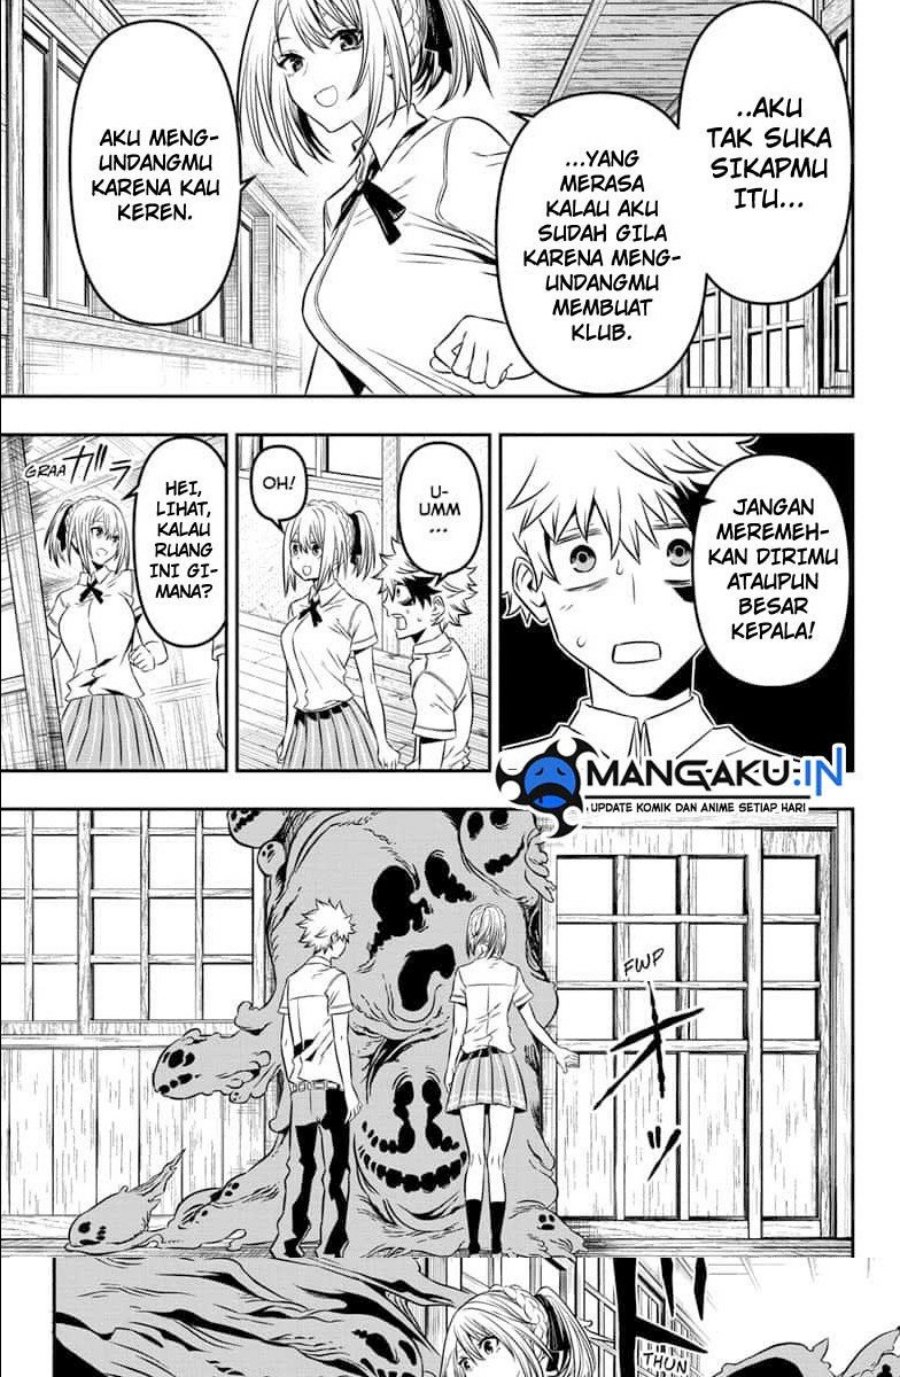 ..AKU
TAK SUKA
SIKAPMU
ITU...
...YANG
MERASA
KALAU AKU
SUDAH GILA
KARENA MENG-
UNDANGMU
MEMBUAT
KLUB.
AKU MENG-
UNDANGMU
KARENA KAU
KEREN.
JANGAN
MEREMEH-
KAN DIRIMU
ATAUPUN
BESAR
KEPALA!
U-
UMM
...
OH!
HEI,
LIHAT,
KALAU
RUANG
INI GI-
MANA?
GRAA
ガラ
MANGAKU.IN
UPDATE KOMIK DAN ANIME SETIAP HARI
FWP
オッ
THUN